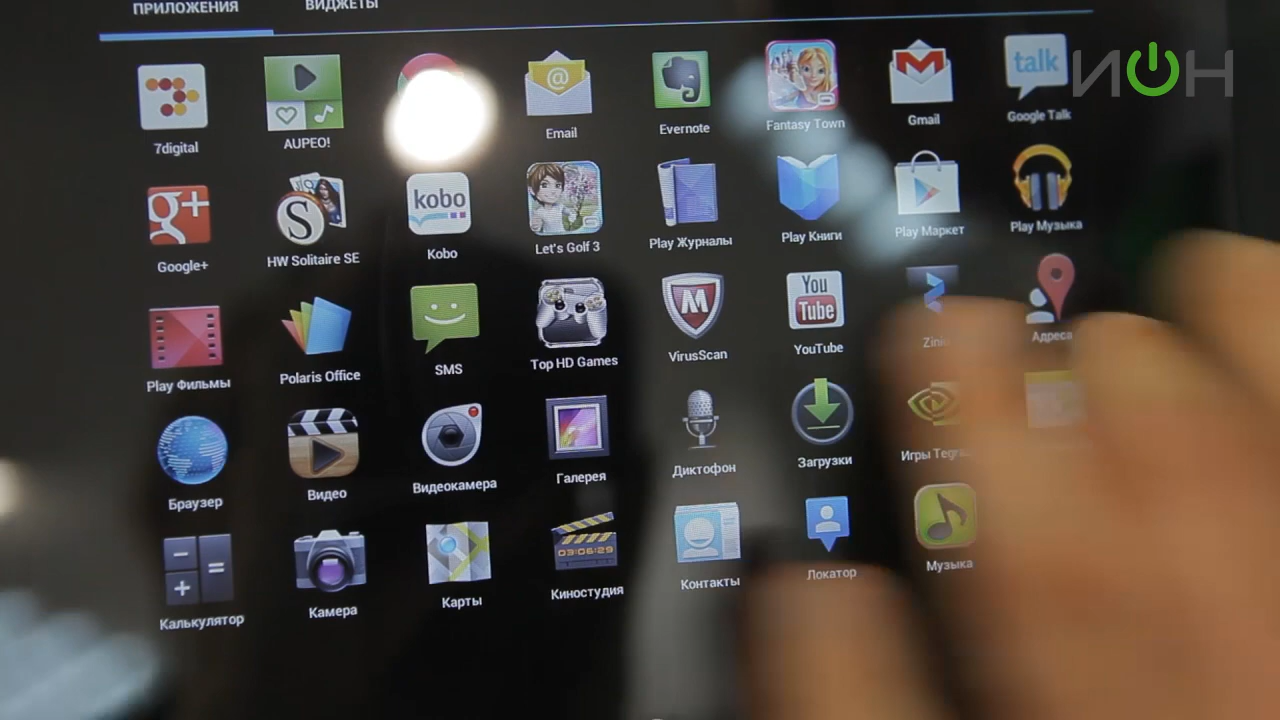 ПРИЛОЖЕНИЯ
ВИДЖЕТЫ
ИОН
talk
7digital
AUPEO!
@
Email
Evernote
Fantasy Town
Gmail
Google Talk
g+
Google+
S
HW Solitaire SE
kobo
Kobo
Let's Golf 3
Play Журналы
Play Книги
Play Маркет
Play Музыка
Play Фильмы
Polaris Office
SMS
Top HD Games
M
VirusScan
You
Tube
YouTube
Адреса
Браузер
Видео
Видеокамера
Галерея
Диктофон
Загрузки
Игры
Калькулятор
Камера
Карты
03:06:29
Киностудия
Контакты
Локатор
Музыка